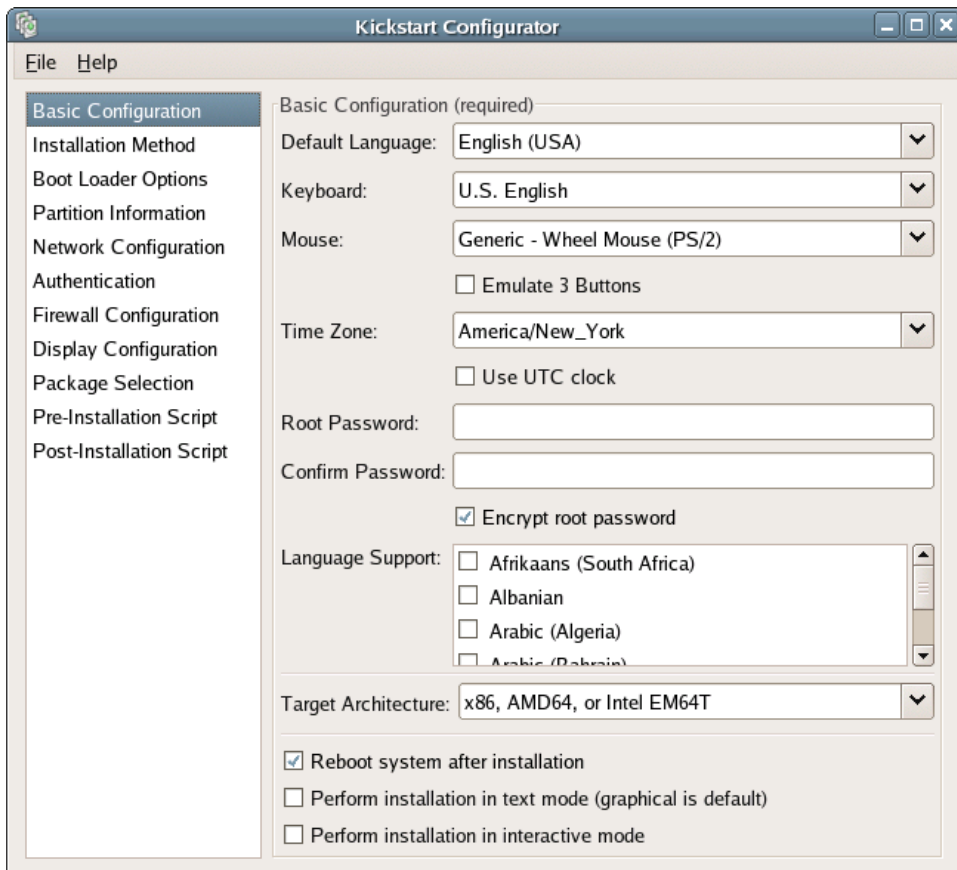 Kickstart Configurator
File Help
Basic Configuration
Installation Method
Boot Loader Options
Partition Information
Network Configuration
Authentication
Firewall Configuration
Display Configuration
Package Selection
Pre-Installation Script
Post-Installation Script
Basic Configuration (required)
Default Language: English (USA)
Keyboard: U.S. English
Mouse: Generic - Wheel Mouse (PS/2)
Emulate 3 Buttons
Time Zone: America/New_York
Use UTC clock
Root Password:
Confirm Password:
Encrypt root password
Language Support: Afrikaans (South Africa)
Albanian
Arabic (Algeria)
Arabic (Bahrain)
Target Architecture: x86, AMD64, or Intel EM64T
Reboot system after installation
Perform installation in text mode (graphical is default)
Perform installation in interactive mode